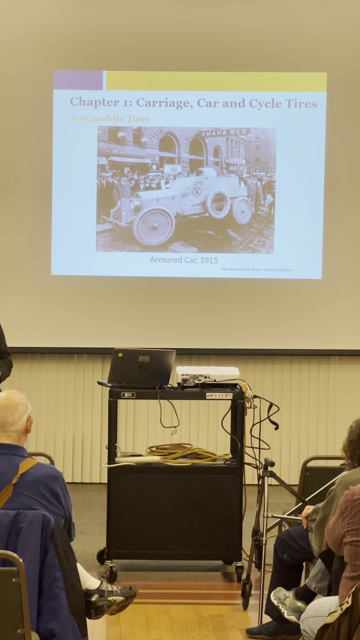 Chapter 1: Carriage, Car and Cycle Tires
Automobile Tires
OMAHA BEE
Armored Car, 1915